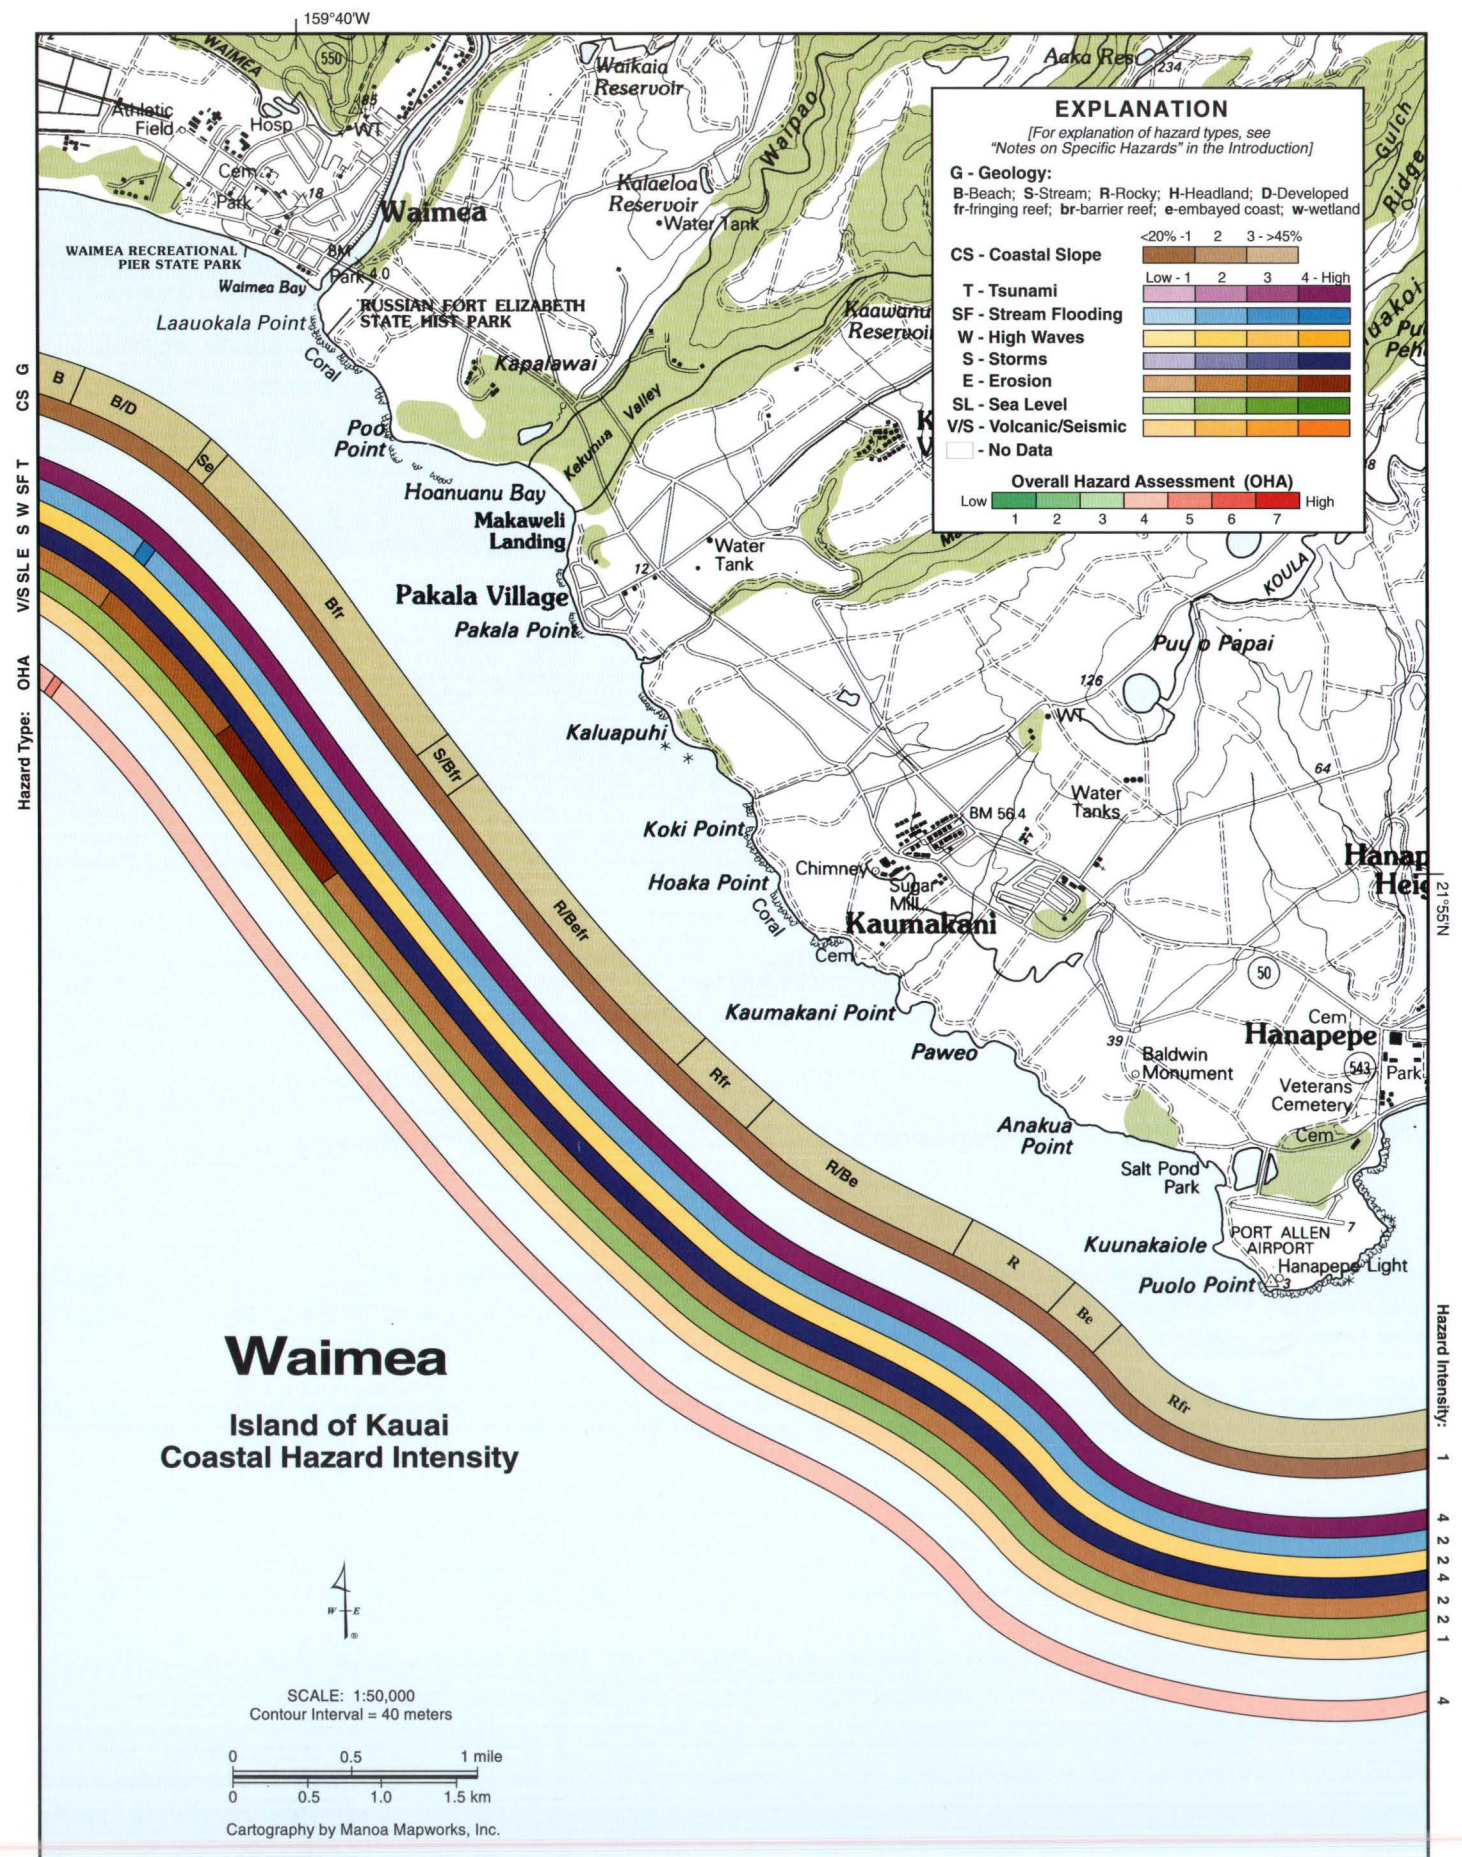 159°40'W
WAIMEA
550
85
WT
Athletic
Field
Hosp
Cem
Park
18
Waimea
WAIMEA RECREATIONAL
PIER STATE PARK
BM
Park
4.0
Waimea Bay
RUSSIAN FORT ELIZABETH
STATE HIST PARK
Laauokala Point
Coral
Kapalawai
Poo
Point
Hoanuanu Bay
Kekupua Valley
Makaweli
Landing
Pakala Village
Pakala Point
12
Water
Tank
Waikaia
Reservoir
Kalaeloa
Reservoir
Water Tank
Waipao
Aaka Res
234
Kaawanui
Reservoir
Gulch
Ridge
KOULA
Puu o Papai
126
WT
Water
Tanks
64
Kaluapuhi
Koki Point
Hoaka Point
Coral
BM 56.4
Chimney
Sugar
Mill
Kaumakani
Cem
Kaumakani Point
Paweo
50
39
Baldwin
Monument
Cem
Hanapepe
543
Park
Veterans
Cemetery
Cem
Anakua
Point
Salt Pond
Park
PORT ALLEN
AIRPORT
7
Hanapepe Light
3
Kuunakaiole
Puolo Point
21°55'N
EXPLANATION
[For explanation of hazard types, see
"Notes on Specific Hazards" in the Introduction]
G - Geology:
B-Beach; S-Stream; R-Rocky; H-Headland; D-Developed
fr-fringing reef; br-barrier reef; e-embayed coast; w-wetland
<20% -1 2 3 - >45%
CS - Coastal Slope
Low - 1 2 3 4 - High
T - Tsunami
SF - Stream Flooding
W - High Waves
S - Storms
E - Erosion
SL - Sea Level
V/S - Volcanic/Seismic
- No Data
Overall Hazard Assessment (OHA)
Low High
1 2 3 4 5 6 7
Hazard Type: OHA V/S SL E S W SF T CS G
B
B/D
Se
Bfr
S/Bfr
R/Befr
Rfr
R/Be
R
Be
Rfr
Hazard Intensity: 1 4 2 2 4 2 2 1 4
Waimea
Island of Kauai
Coastal Hazard Intensity
W E
SCALE: 1:50,000
Contour Interval = 40 meters
0 0.5 1 mile
0 0.5 1.0 1.5 km
Cartography by Manoa Mapworks, Inc.